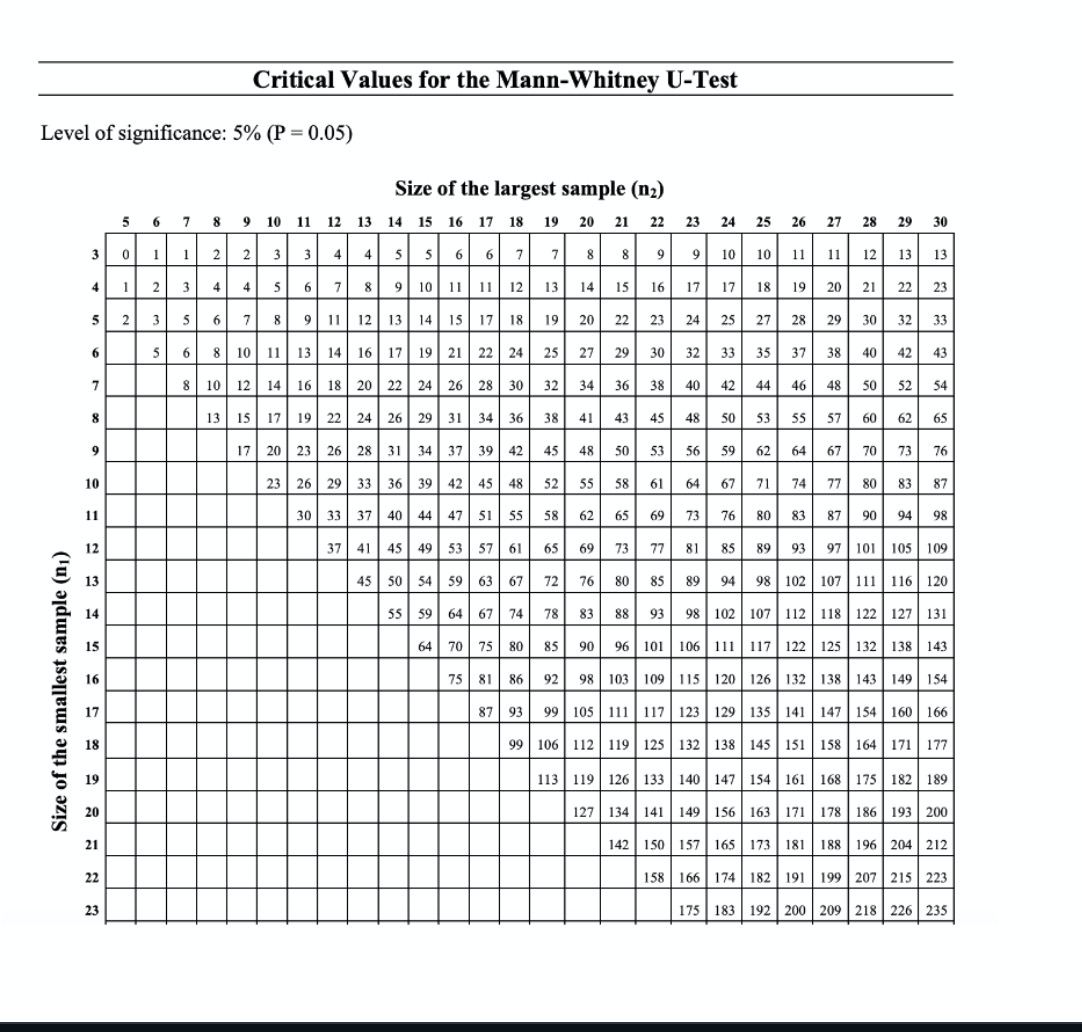 Critical Values for the Mann-Whitney U-Test
Level of significance: 5% (P = 0.05)
Size of the largest sample (n₂)
5 6 7 8 9 10 11 12 13 14 15 16 17 18 19 20 21 22 23 24 25 26 27 28 29 30
3 0 1 1 2 2 3 3 4 4 5 5 6 6 7 7 8 8 9 9 10 10 11 11 12 13 13
4 1 2 3 4 4 5 6 7 8 9 10 11 11 12 13 14 15 16 17 17 18 19 20 21 22 23
5 2 3 5 6 7 8 9 11 12 13 14 15 17 18 19 20 22 23 24 25 27 28 29 30 32 33
6 5 6 8 10 11 13 14 16 17 19 21 22 24 25 27 29 30 32 33 35 37 38 40 42 43
7 8 10 12 14 16 18 20 22 24 26 28 30 32 34 36 38 40 42 44 46 48 50 52 54
8 13 15 17 19 22 24 26 29 31 34 36 38 41 43 45 48 50 53 55 57 60 62 65
9 17 20 23 26 28 31 34 37 39 42 45 48 50 53 56 59 62 64 67 70 73 76
10 23 26 29 33 36 39 42 45 48 52 55 58 61 64 67 71 74 77 80 83 87
11 30 33 37 40 44 47 51 55 58 62 65 69 73 76 80 83 87 90 94 98
12 37 41 45 49 53 57 61 65 69 73 77 81 85 89 93 97 101 105 109
13 45 50 54 59 63 67 72 76 80 85 89 94 98 102 107 111 116 120
14 55 59 64 67 74 78 83 88 93 98 102 107 112 118 122 127 131
15 64 70 75 80 85 90 96 101 106 111 117 122 125 132 138 143
16 75 81 86 92 98 103 109 115 120 126 132 138 143 149 154
17 87 93 99 105 111 117 123 129 135 141 147 154 160 166
18 99 106 112 119 125 132 138 145 151 158 164 171 177
19 113 119 126 133 140 147 154 161 168 175 182 189
20 127 134 141 149 156 163 171 178 186 193 200
21 142 150 157 165 173 181 188 196 204 212
22 158 166 174 182 191 199 207 215 223
23 175 183 192 200 209 218 226 235
Size of the smallest sample (n₁)